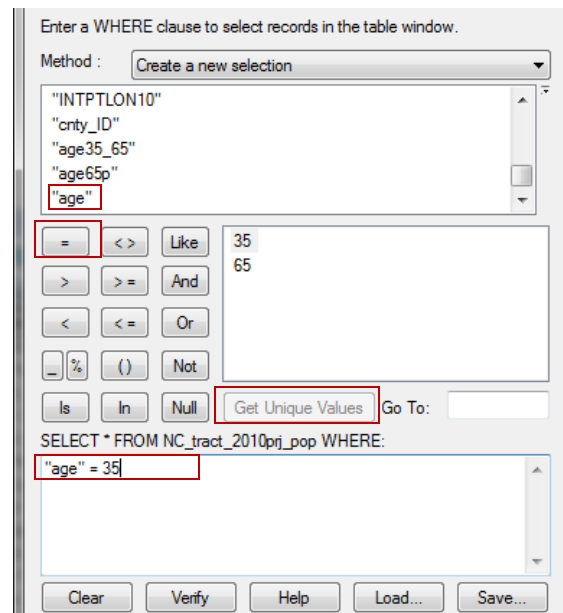 Enter a WHERE clause to select records in the table window.
Method : Create a new selection
"INTPTLON10"
"cnty_ID"
"age35_65"
"age65p"
"age"
= <> Like 35
65
> >= And
< <= Or
_ % () Not
Is In Null Get Unique Values Go To:
SELECT * FROM NC_tract_2010prj_pop WHERE:
"age" = 35
Clear Verify Help Load... Save...